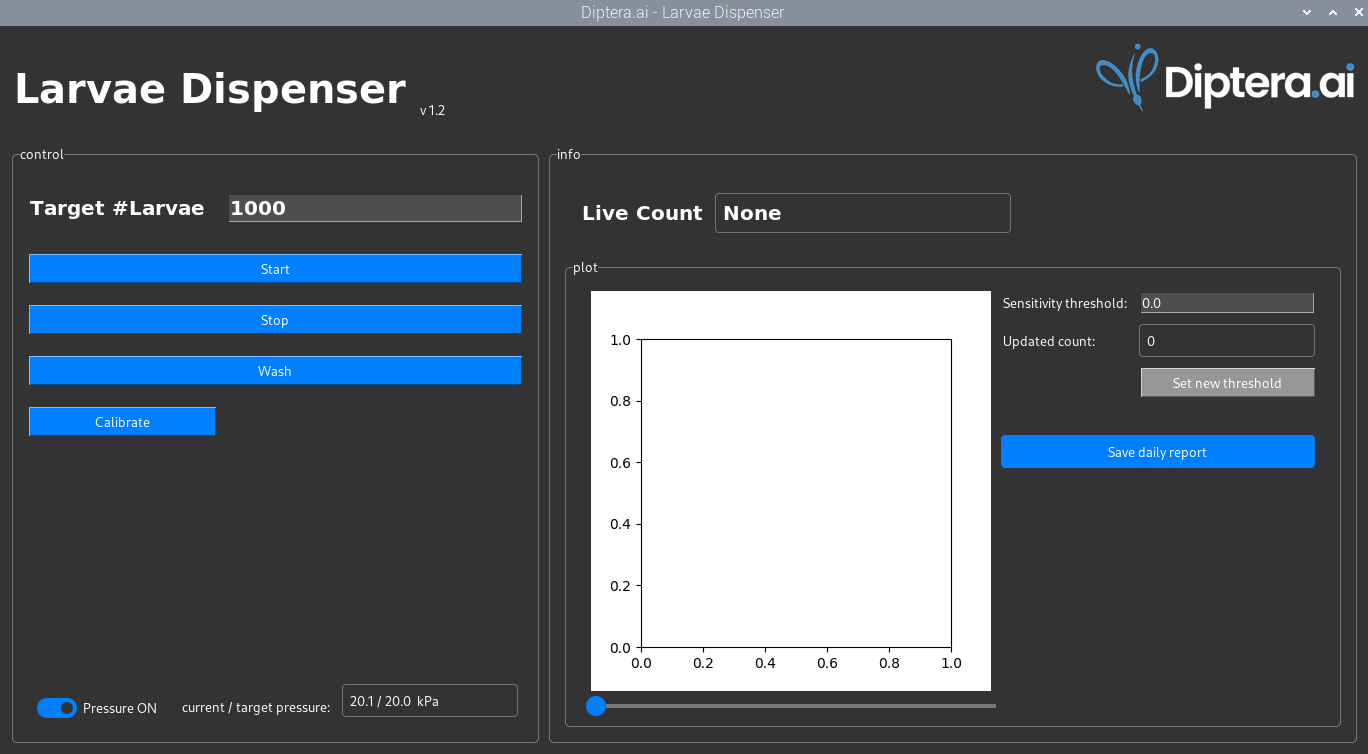 Diptera.ai - Larvae Dispenser
Larvae Dispenser
v 1.2
Diptera.ai
control
Target #Larvae 1000
Start
Stop
Wash
Calibrate
Pressure ON current / target pressure: 20.1 / 20.0 kPa
info
Live Count None
plot
1.0
0.8
0.6
0.4
0.2
0.0
0.0 0.2 0.4 0.6 0.8 1.0
Sensitivity threshold: 0.0
Updated count: 0
Set new threshold
Save daily report